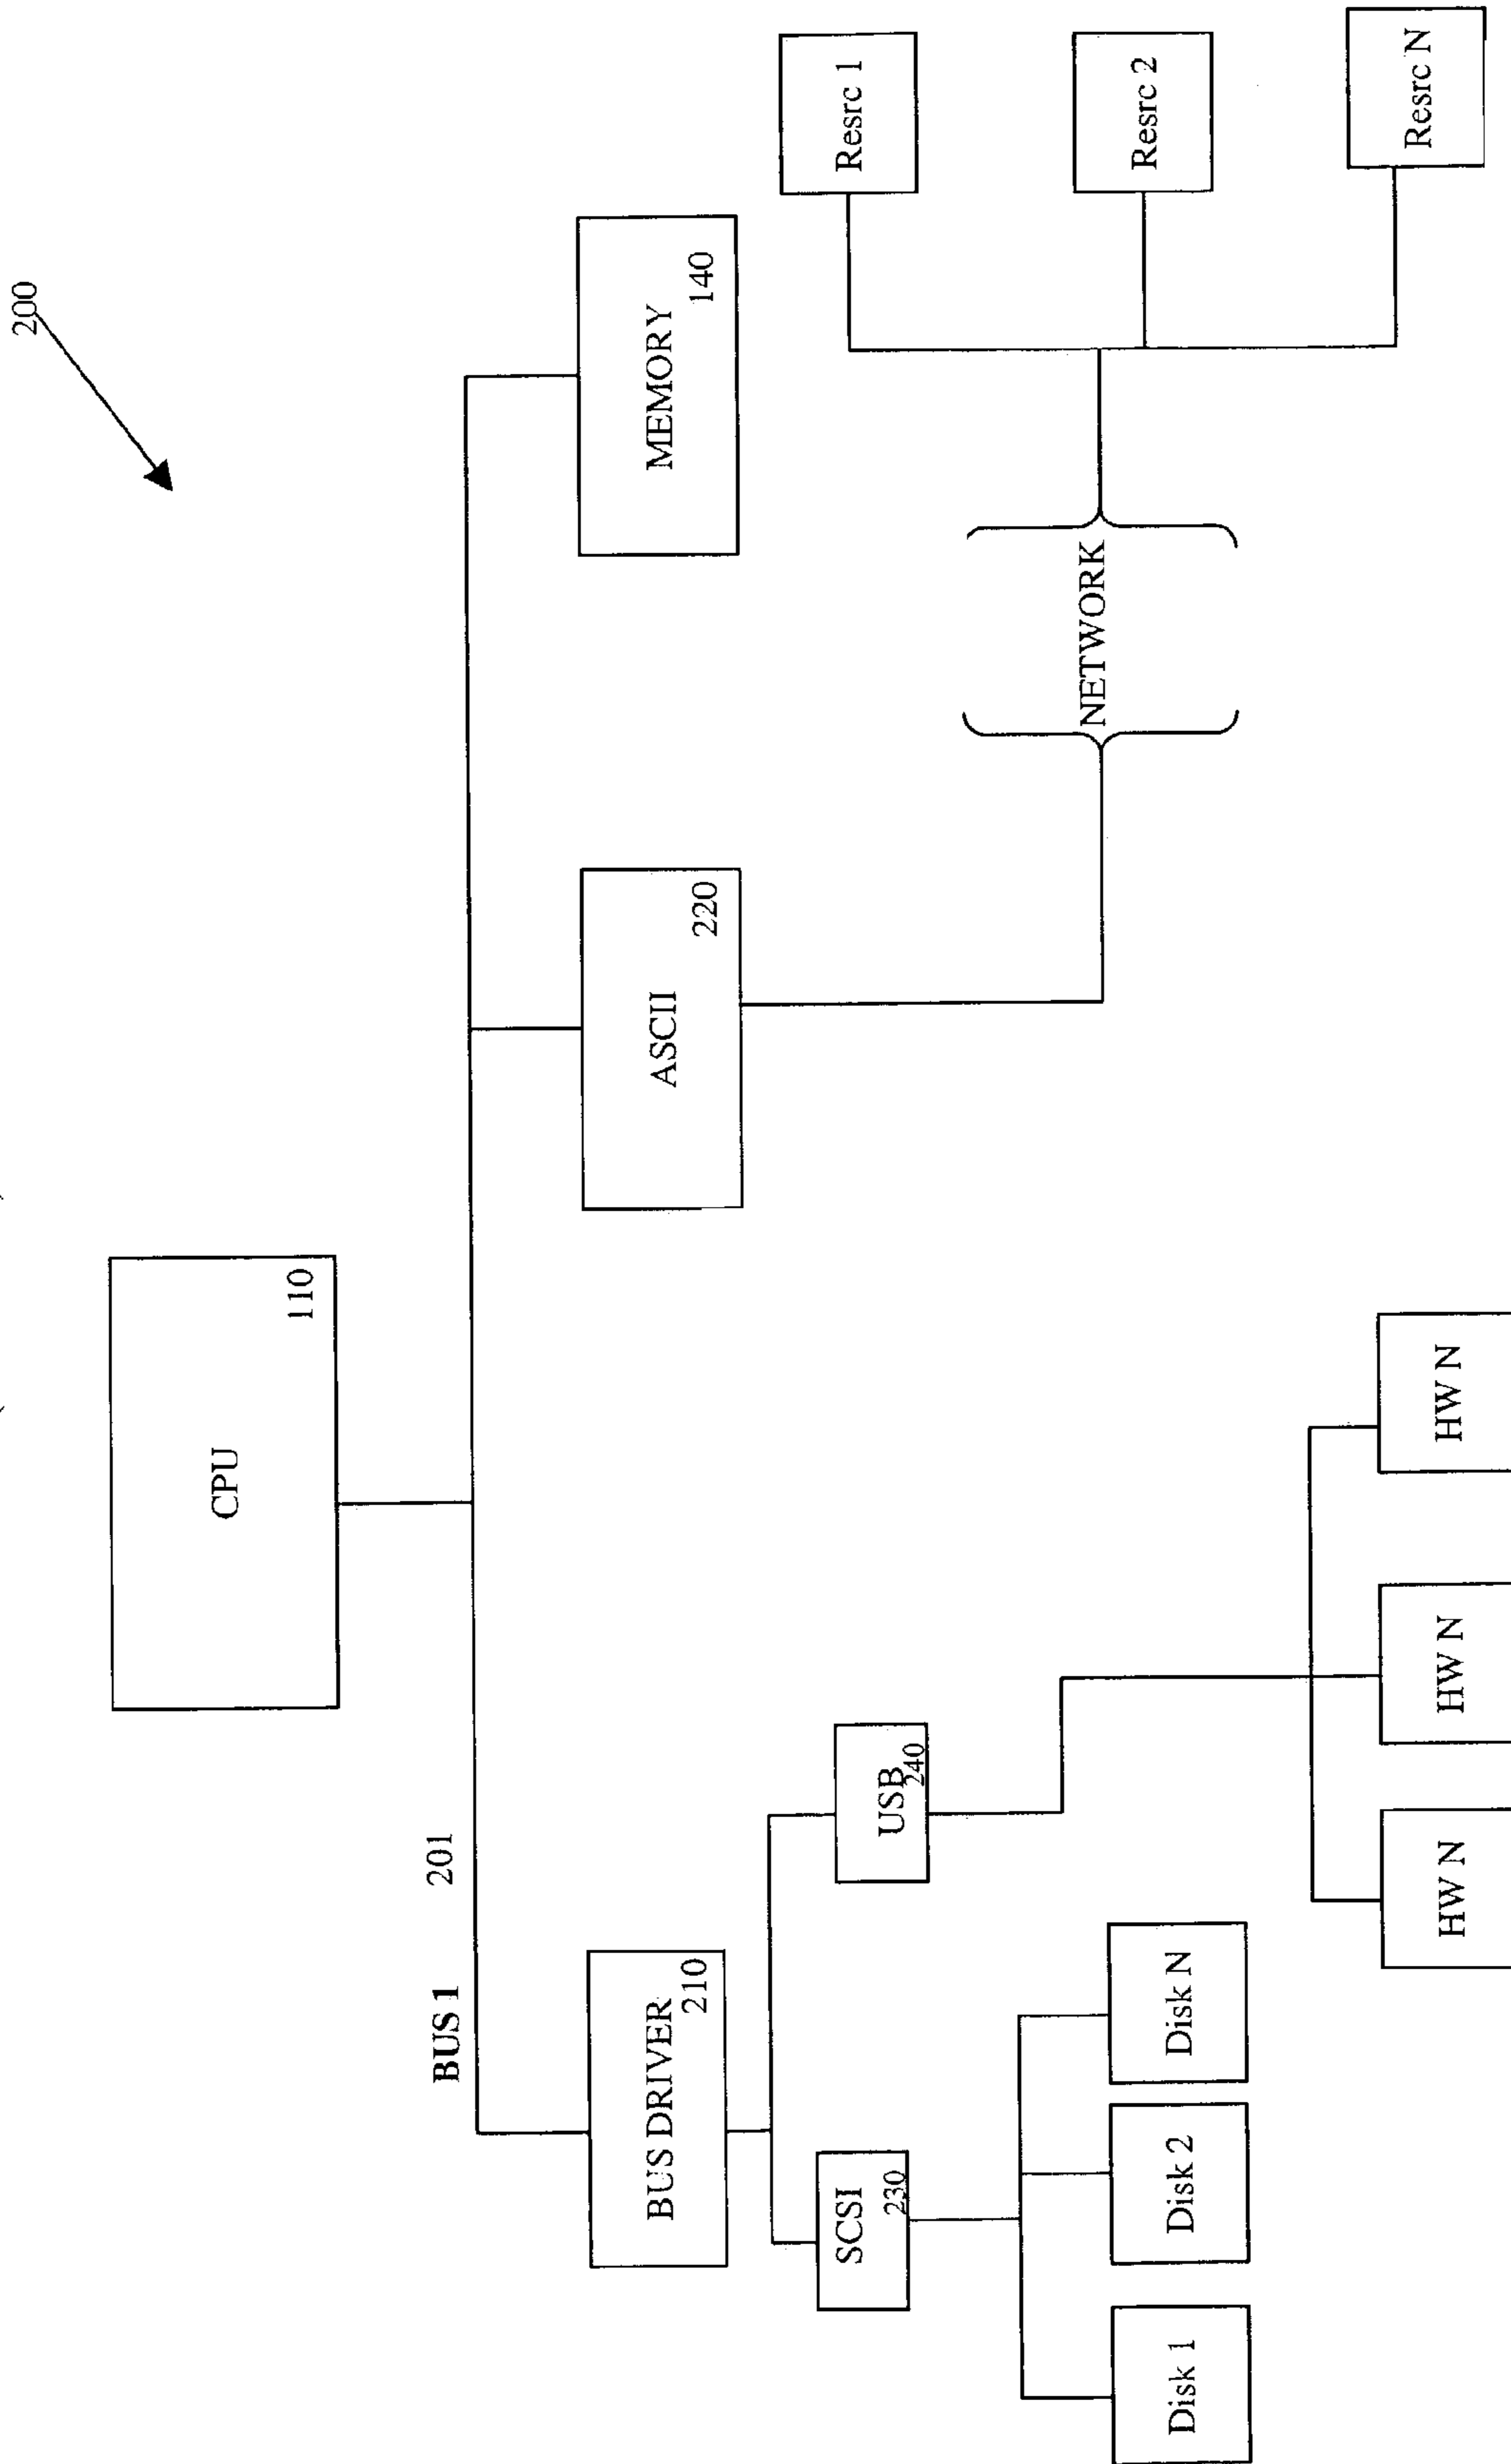 200
CPU
110
BUS 1
201
BUS DRIVER
210
ASCII
220
MEMORY
140
SCSI
230
USB
240
NETWORK
Resrc 1
Resrc 2
Resrc N
Disk 1
Disk 2
Disk N
HW N
HW N
HW N